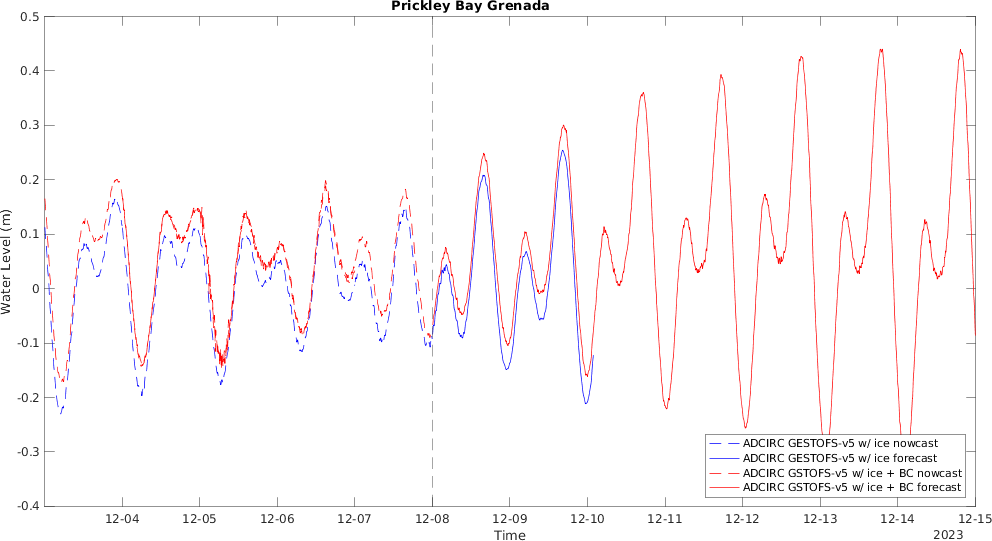 Prickley Bay Grenada
0.5
0.4
0.3
0.2
0.1
0
-0.1
-0.2
-0.3
-0.4
Water Level (m)
ADCIRC GESTOFS-v5 w/ ice nowcast
ADCIRC GESTOFS-v5 w/ ice forecast
ADCIRC GSTOFS-v5 w/ ice + BC nowcast
ADCIRC GSTOFS-v5 w/ ice + BC forecast
12-04 12-05 12-06 12-07 12-08 12-09 12-10 12-11 12-12 12-13 12-14 12-15
Time
2023